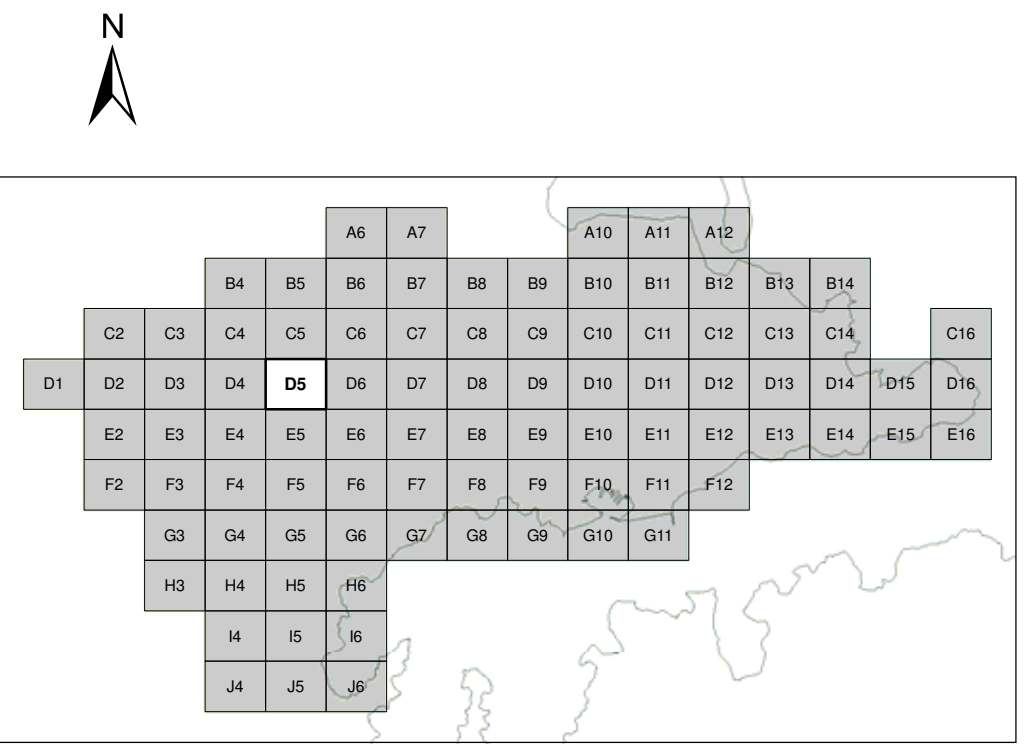 N
A6 A7 A10 A11 A12
B4 B5 B6 B7 B8 B9 B10 B11 B12 B13 B14
C2 C3 C4 C5 C6 C7 C8 C9 C10 C11 C12 C13 C14 C16
D1 D2 D3 D4 D5 D6 D7 D8 D9 D10 D11 D12 D13 D14 D15 D16
E2 E3 E4 E5 E6 E7 E8 E9 E10 E11 E12 E13 E14 E15 E16
F2 F3 F4 F5 F6 F7 F8 F9 F10 F11 F12
G3 G4 G5 G6 G7 G8 G9 G10 G11
H3 H4 H5 H6
I4 I5 I6
J4 J5 J6